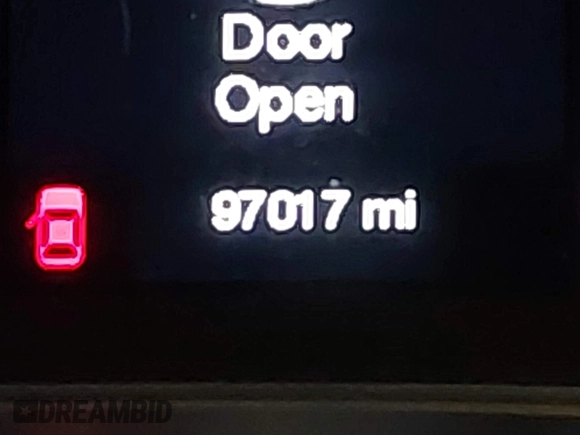 Door
Open
97017 mi
DREAMBID